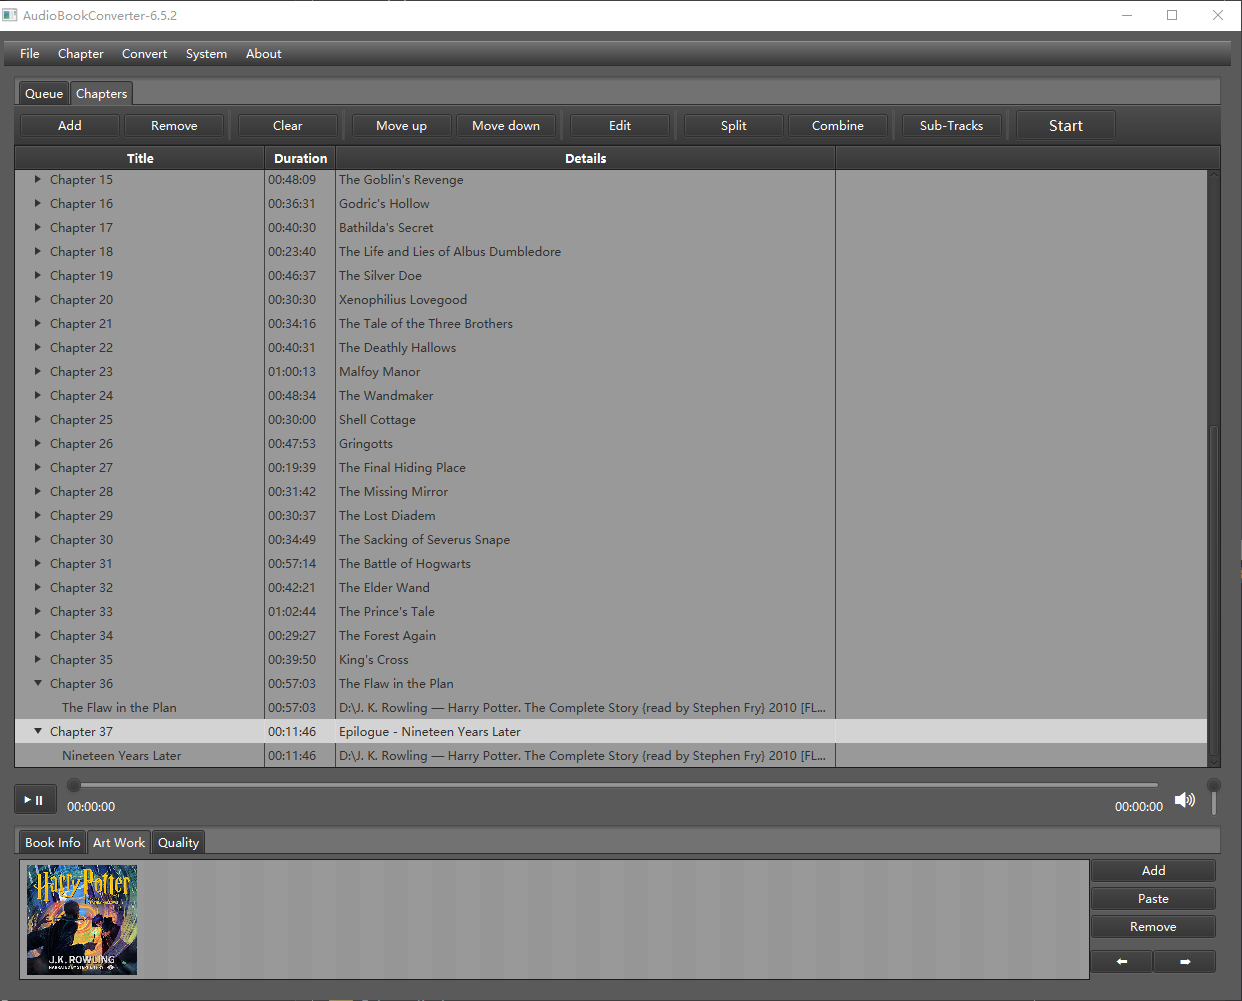 AudioBookConverter-6.5.2
File Chapter Convert System About
Queue Chapters
Add Remove Clear Move up Move down Edit Split Combine Sub-Tracks Start
Title Duration Details
Chapter 15 00:48:09 The Goblin's Revenge
Chapter 16 00:36:31 Godric's Hollow
Chapter 17 00:40:30 Bathilda's Secret
Chapter 18 00:23:40 The Life and Lies of Albus Dumbledore
Chapter 19 00:46:37 The Silver Doe
Chapter 20 00:30:30 Xenophilius Lovegood
Chapter 21 00:34:16 The Tale of the Three Brothers
Chapter 22 00:40:31 The Deathly Hallows
Chapter 23 01:00:13 Malfoy Manor
Chapter 24 00:48:34 The Wandmaker
Chapter 25 00:30:00 Shell Cottage
Chapter 26 00:47:53 Gringotts
Chapter 27 00:19:39 The Final Hiding Place
Chapter 28 00:31:42 The Missing Mirror
Chapter 29 00:30:37 The Lost Diadem
Chapter 30 00:34:49 The Sacking of Severus Snape
Chapter 31 00:57:14 The Battle of Hogwarts
Chapter 32 00:42:21 The Elder Wand
Chapter 33 01:02:44 The Prince's Tale
Chapter 34 00:29:27 The Forest Again
Chapter 35 00:39:50 King's Cross
Chapter 36 00:57:03 The Flaw in the Plan
The Flaw in the Plan 00:57:03 D:\J. K. Rowling — Harry Potter. The Complete Story {read by Stephen Fry} 2010 [FL...
Chapter 37 00:11:46 Epilogue - Nineteen Years Later
Nineteen Years Later 00:11:46 D:\J. K. Rowling — Harry Potter. The Complete Story {read by Stephen Fry} 2010 [FL...
00:00:00 00:00:00
Book Info Art Work Quality
Harry Potter
J.K. ROWLING
Add
Paste
Remove